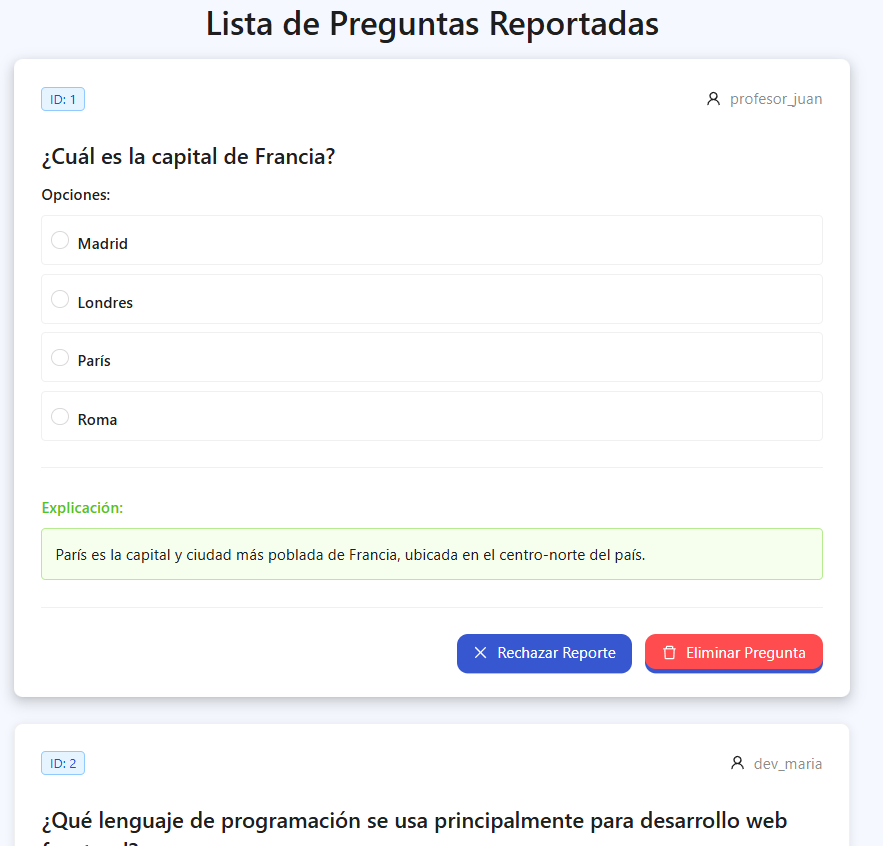 Lista de Preguntas Reportadas
ID: 1
profesor_juan
¿Cuál es la capital de Francia?
Opciones:
Madrid
Londres
París
Roma
Explicación:
París es la capital y ciudad más poblada de Francia, ubicada en el centro-norte del país.
Rechazar Reporte
Eliminar Pregunta
ID: 2
dev_maria
¿Qué lenguaje de programación se usa principalmente para desarrollo web